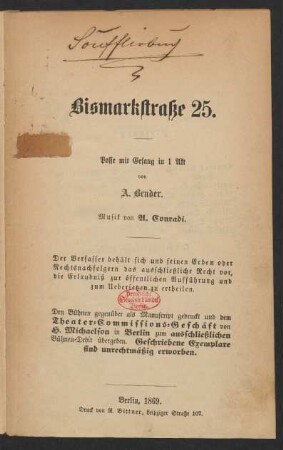 Soufflirbuch
Bismarkstraße 25.
Posse mit Gesang in 1 Akt
von
A. Bender.
Musik von A. Conradi.
Der Verfasser behält sich und seinen Erben oder
Rechtsnachfolgern das ausschließliche Recht vor,
die Erlaubniß zur öffentlichen Aufführung und
zum Uebersetzen zu ertheilen.
Den Bühnen gegenüber als Manuscript gedruckt und dem
Theater-Commissions-Geschäft von
H. Michaelson in Berlin zum ausschließlichen
Bühnen-Debit übergeben. Geschriebene Exemplare
sind unrechtmäßig erworben.
Berlin, 1869.
Druck von R. Bittner, Leipziger Straße 107.